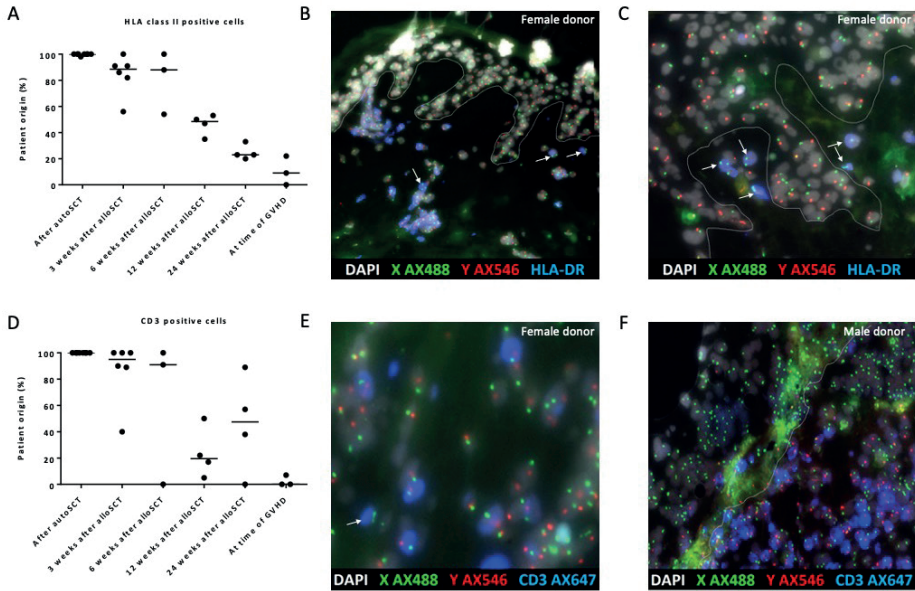 A
HLA class II positive cells
Patient origin (%)
100
80
60
40
20
0
After autoSCT
3 weeks after alloSCT
6 weeks after alloSCT
12 weeks after alloSCT
24 weeks after alloSCT
At time of GVHD
B
Female donor
DAPI X AX488 Y AX546 HLA-DR
C
Female donor
DAPI X AX488 Y AX546 HLA-DR
D
CD3 positive cells
Patient origin (%)
100
80
60
40
20
0
After autoSCT
3 weeks after alloSCT
6 weeks after alloSCT
12 weeks after alloSCT
24 weeks after alloSCT
At time of GVHD
E
Female donor
DAPI X AX488 Y AX546 CD3 AX647
F
Male donor
DAPI X AX488 Y AX546 CD3 AX647